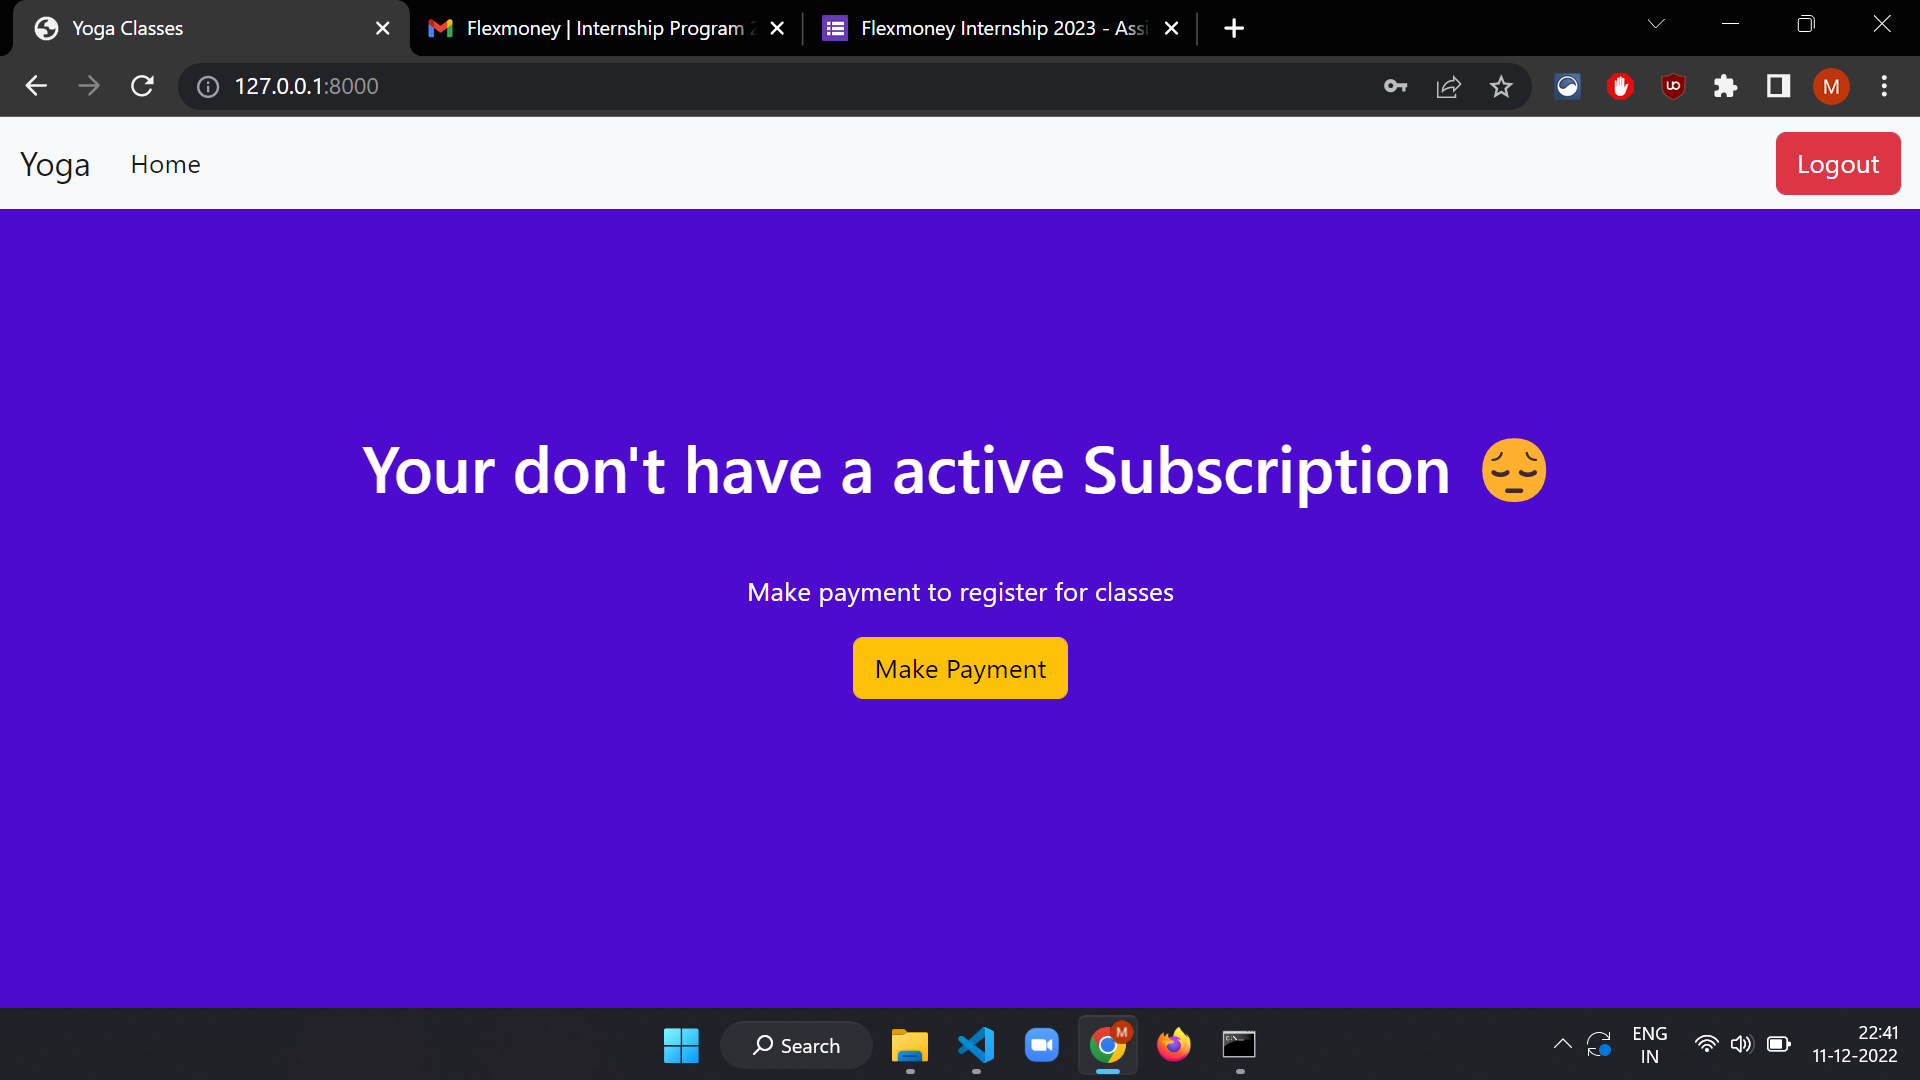 Yoga Classes
Flexmoney | Internship Program
Flexmoney Internship 2023 - Assi
127.0.0.1:8000
M
Yoga
Home
Logout
Your don't have a active Subscription 😔
Make payment to register for classes
Make Payment
Search
M
ENG
IN
22:41
11-12-2022